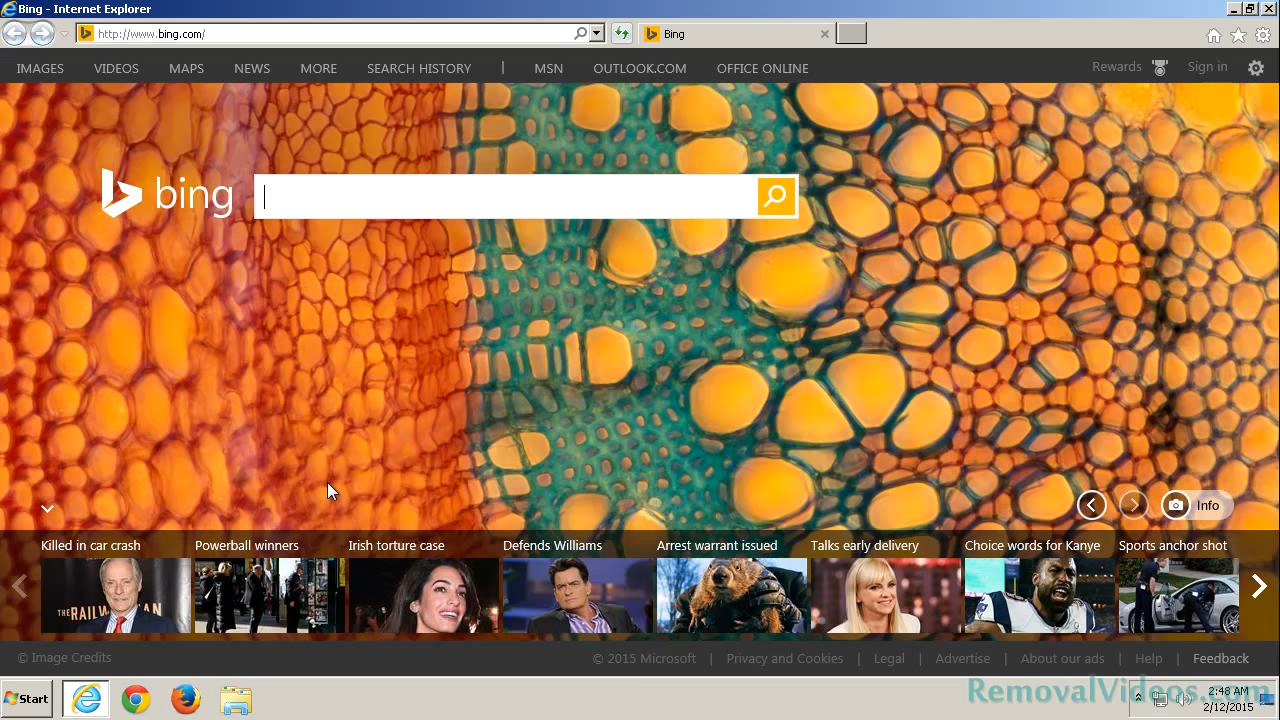 Bing - Internet Explorer
http://www.bing.com/
Bing
IMAGES VIDEOS MAPS NEWS MORE SEARCH HISTORY | MSN OUTLOOK.COM OFFICE ONLINE
Rewards Sign in
bing
Info
Killed in car crash
Powerball winners
Irish torture case
Defends Williams
Arrest warrant issued
Talks early delivery
Choice words for Kanye
Sports anchor shot
THE RAILWAY MAN
© Image Credits
© 2015 Microsoft | Privacy and Cookies | Legal | Advertise | About our ads | Help | Feedback
Start
RemovalVideos.com
2:48 AM
2/12/2015